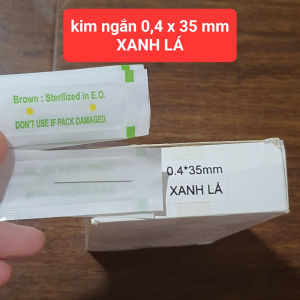 kim ngắn 0,4 x 35 mm
XANH LÁ
Brown : Sterilized in E.O.
DON'T USE IF PACK DAMAGED.
0.4*35mm
XANH LÁ